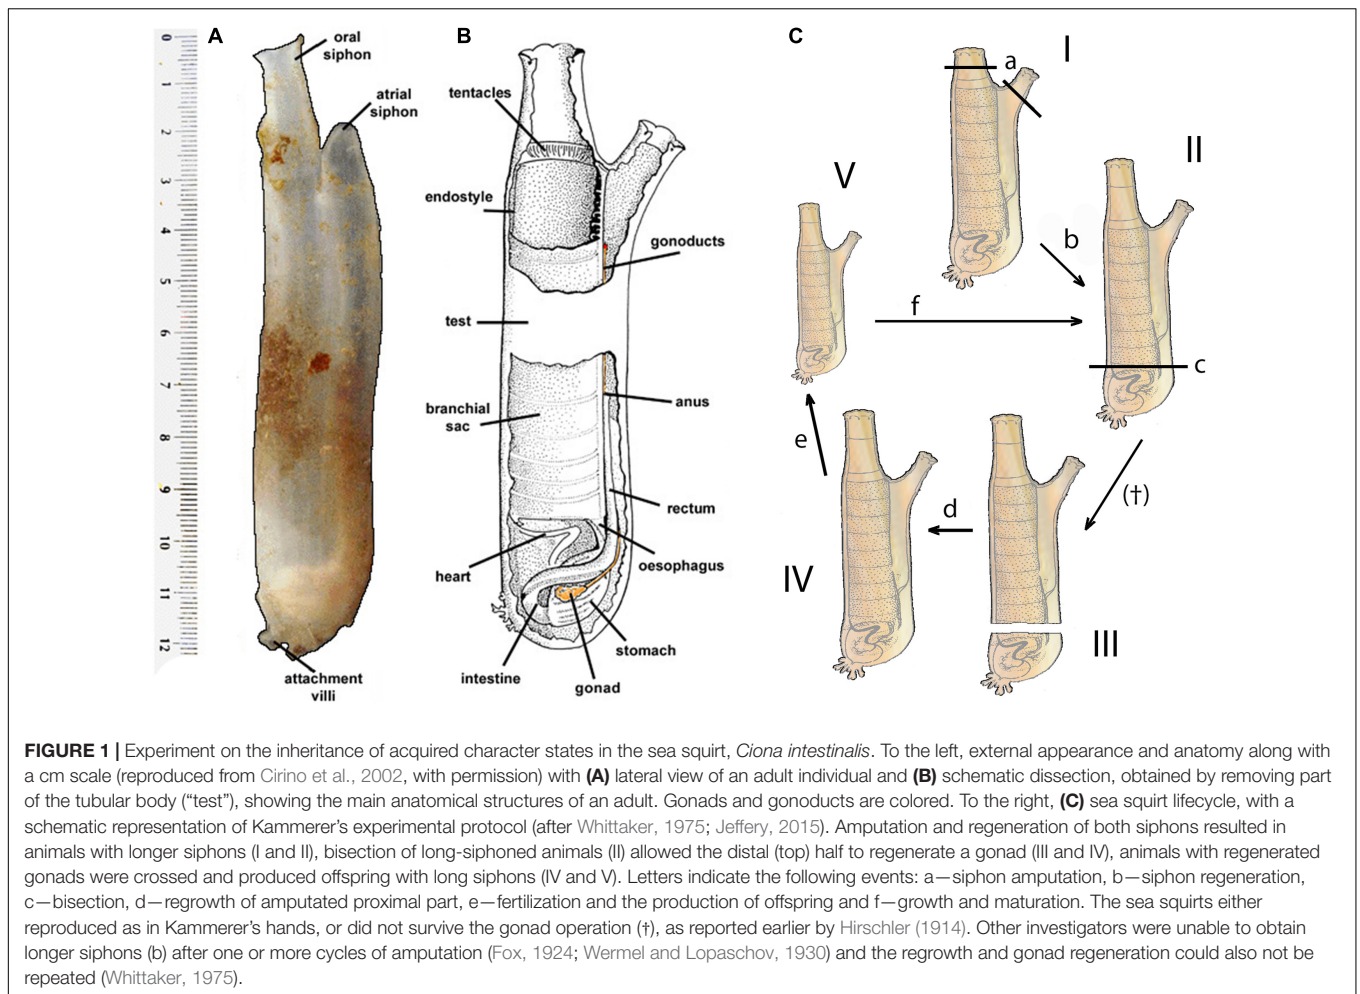 A
B
C
0
1
2
3
4
5
6
7
8
9
10
11
12
oral
siphon
atrial
siphon
attachment
villi
tentacles
endostyle
gonoducts
test
branchial
sac
anus
rectum
heart
oesophagus
stomach
intestine
gonad
I
a
II
b
V
f
c
e
(†)
d
IV
III
FIGURE 1 | Experiment on the inheritance of acquired character states in the sea squirt, Ciona intestinalis. To the left, external appearance and anatomy along with
a cm scale (reproduced from Cirino et al., 2002, with permission) with (A) lateral view of an adult individual and (B) schematic dissection, obtained by removing part
of the tubular body (“test”), showing the main anatomical structures of an adult. Gonads and gonoducts are colored. To the right, (C) sea squirt lifecycle, with a
schematic representation of Kammerer’s experimental protocol (after Whittaker, 1975; Jeffery, 2015). Amputation and regeneration of both siphons resulted in
animals with longer siphons (I and II), bisection of long-siphoned animals (II) allowed the distal (top) half to regenerate a gonad (III and IV), animals with regenerated
gonads were crossed and produced offspring with long siphons (IV and V). Letters indicate the following events: a—siphon amputation, b—siphon regeneration,
c—bisection, d—regrowth of amputated proximal part, e—fertilization and the production of offspring and f—growth and maturation. The sea squirts either
reproduced as in Kammerer’s hands, or did not survive the gonad operation (†), as reported earlier by Hirschler (1914). Other investigators were unable to obtain
longer siphons (b) after one or more cycles of amputation (Fox, 1924; Wermel and Lopaschov, 1930) and the regrowth and gonad regeneration could also not be
repeated (Whittaker, 1975).